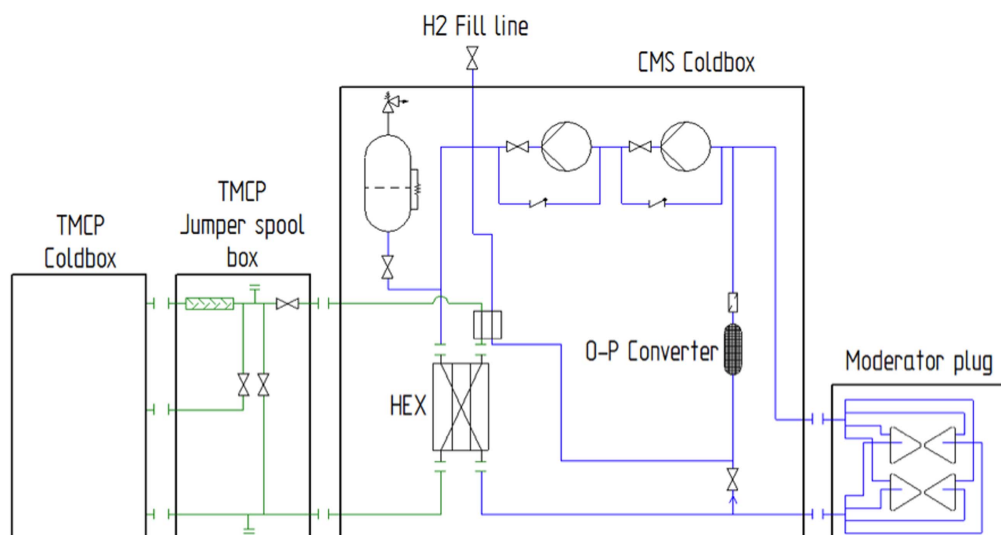 H2 Fill line
CMS Coldbox
TMCP
Coldbox
TMCP
Jumper spool
box
HEX
O-P Converter
Moderator plug